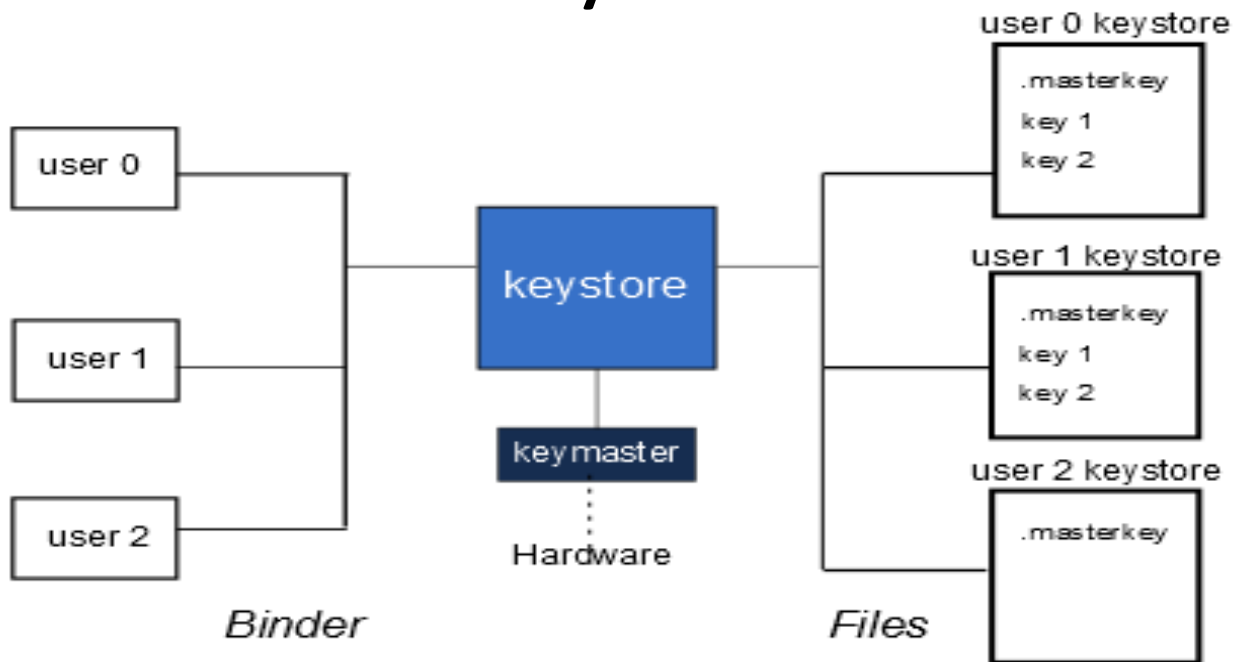 user 0
user 1
user 2
Binder
keystore
keymaster
Hardware
user 0 keystore
.masterkey
key 1
key 2
user 1 keystore
.masterkey
key 1
key 2
user 2 keystore
.masterkey
Files